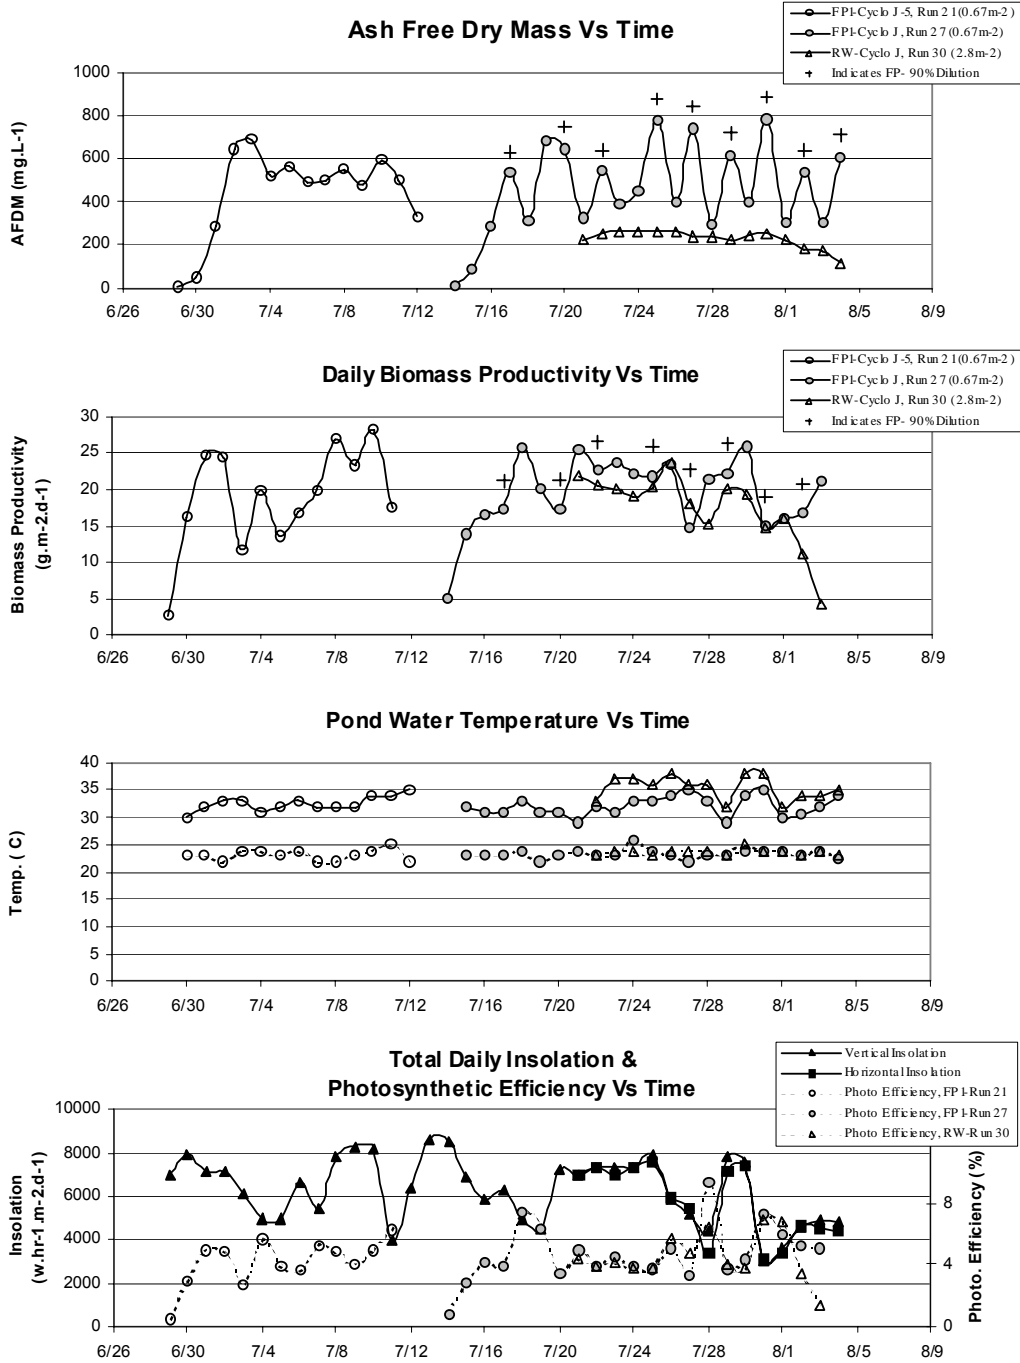 Ash Free Dry Mass Vs Time
FP1-Cyclo J-5, Run 21 (0.67m-2)
FP1-Cyclo J, Run 27 (0.67m-2)
RW-Cyclo J, Run 30 (2.8m-2)
+ Indicates FP- 90% Dilution
AFDM (mg.L-1)
1000
800
600
400
200
0
6/26 6/30 7/4 7/8 7/12 7/16 7/20 7/24 7/28 8/1 8/5 8/9
Daily Biomass Productivity Vs Time
FP1-Cyclo J-5, Run 21 (0.67m-2)
FP1-Cyclo J, Run 27 (0.67m-2)
RW-Cyclo J, Run 30 (2.8m-2)
+ Indicates FP- 90% Dilution
Biomass Productivity
(g.m-2.d-1)
30
25
20
15
10
5
0
6/26 6/30 7/4 7/8 7/12 7/16 7/20 7/24 7/28 8/1 8/5 8/9
Pond Water Temperature Vs Time
Temp. ( C)
40
35
30
25
20
15
10
5
0
6/26 6/30 7/4 7/8 7/12 7/16 7/20 7/24 7/28 8/1 8/5 8/9
Total Daily Insolation &
Photosynthetic Efficiency Vs Time
Vertical Insolation
Horizontal Insolation
Photo Efficiency, FP1-Run 21
Photo Efficiency, FP1-Run 27
Photo Efficiency, RW-Run 30
Insolation
(w.hr-1.m-2.d-1)
10000
8000
6000
4000
2000
0
8
4
0
Photo. Efficiency (%)
6/26 6/30 7/4 7/8 7/12 7/16 7/20 7/24 7/28 8/1 8/5 8/9